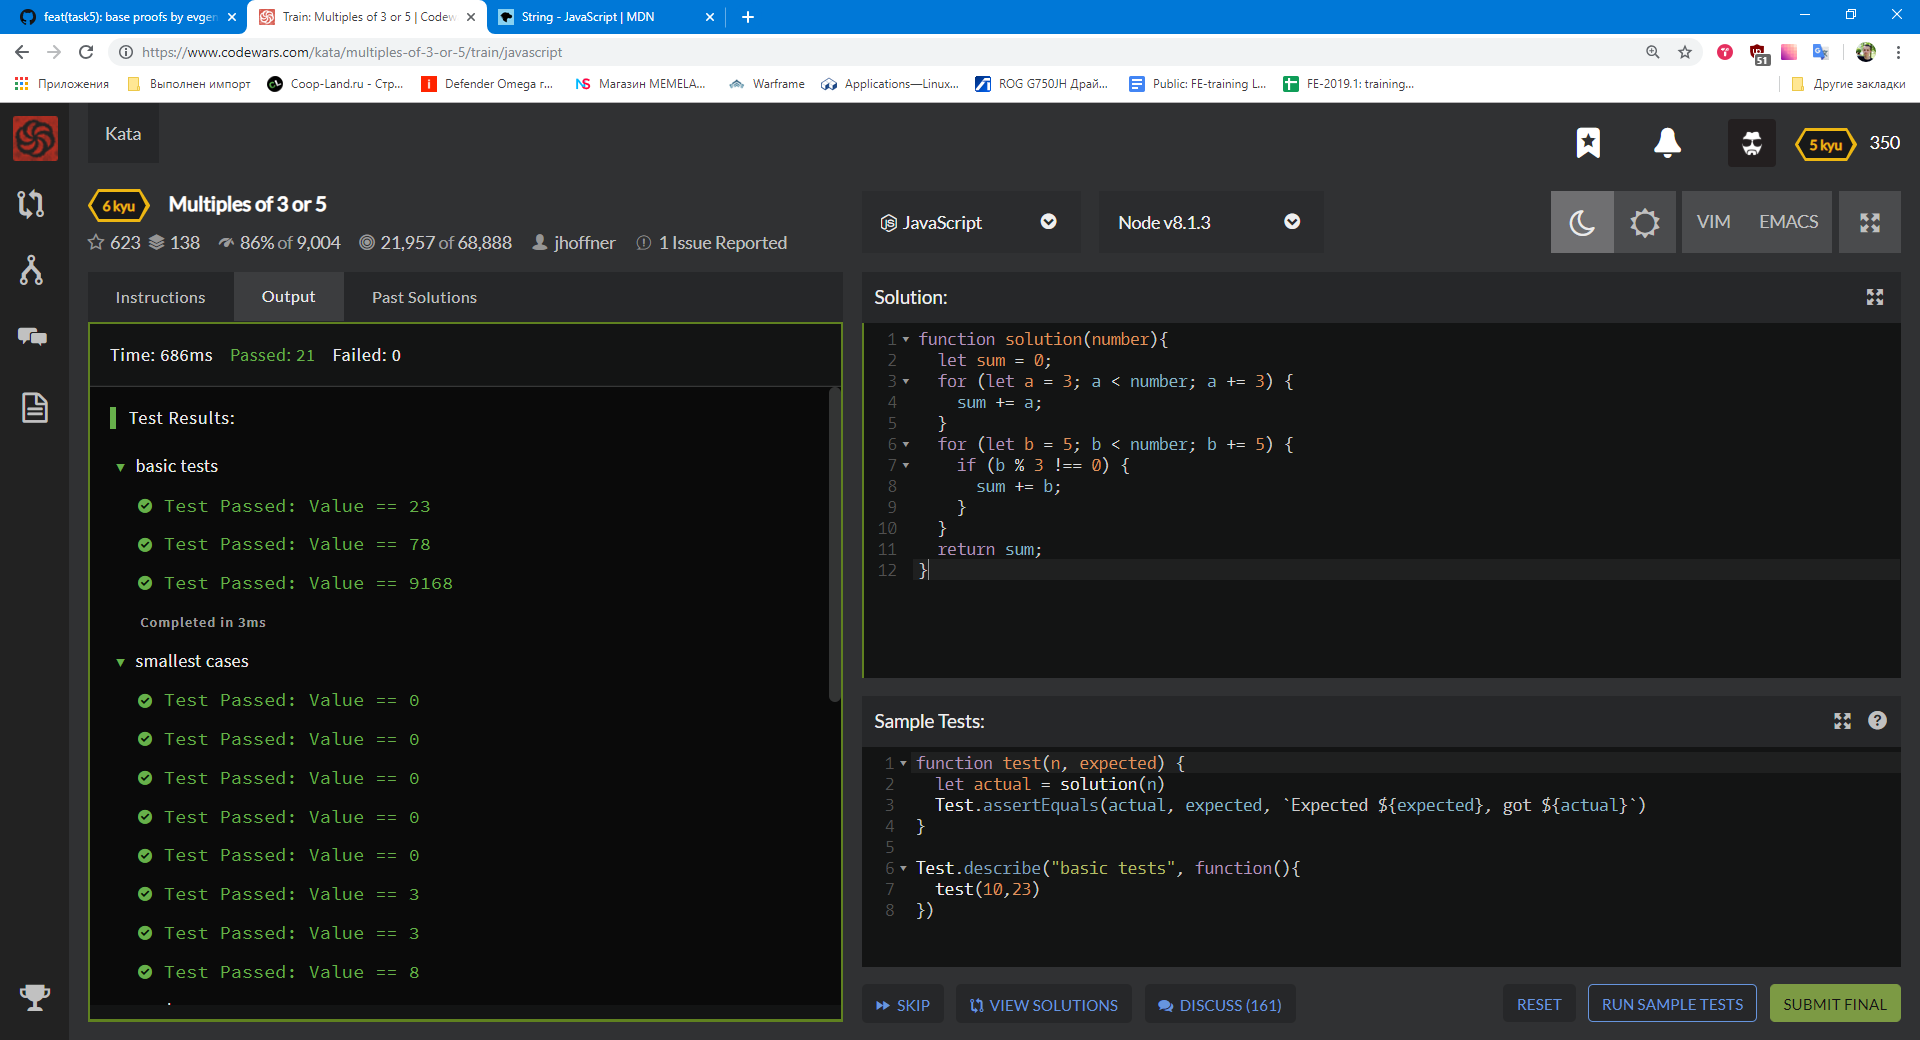 feat(task5): base proofs by evgen
Train: Multiples of 3 or 5 | Codew
String - JavaScript | MDN
https://www.codewars.com/kata/multiples-of-3-or-5/train/javascript
51
Приложения
Выполнен импорт
Coop-Land.ru - Стр...
Defender Omega r...
NS Магазин MEMELA...
Warframe
Applications—Linux...
ROG G750JH Драй...
Public: FE-training L...
FE-2019.1: training...
Другие закладки
Kata
5 kyu
350
6 kyu
Multiples of 3 or 5
623 138 86% of 9,004 21,957 of 68,888 jhoffner 1 Issue Reported
JavaScript
Node v8.1.3
VIM
EMACS
Instructions
Output
Past Solutions
Time: 686ms Passed: 21 Failed: 0
Test Results:
basic tests
Test Passed: Value == 23
Test Passed: Value == 78
Test Passed: Value == 9168
Completed in 3ms
smallest cases
Test Passed: Value == 0
Test Passed: Value == 0
Test Passed: Value == 0
Test Passed: Value == 0
Test Passed: Value == 0
Test Passed: Value == 3
Test Passed: Value == 3
Test Passed: Value == 8
Solution:
1 function solution(number){
2 let sum = 0;
3 for (let a = 3; a < number; a += 3) {
4 sum += a;
5 }
6 for (let b = 5; b < number; b += 5) {
7 if (b % 3 !== 0) {
8 sum += b;
9 }
10 }
11 return sum;
12 }
Sample Tests:
1 function test(n, expected) {
2 let actual = solution(n)
3 Test.assertEquals(actual, expected, `Expected ${expected}, got ${actual}`)
4 }
5
6 Test.describe("basic tests", function(){
7 test(10,23)
8 })
SKIP
VIEW SOLUTIONS
DISCUSS (161)
RESET
RUN SAMPLE TESTS
SUBMIT FINAL